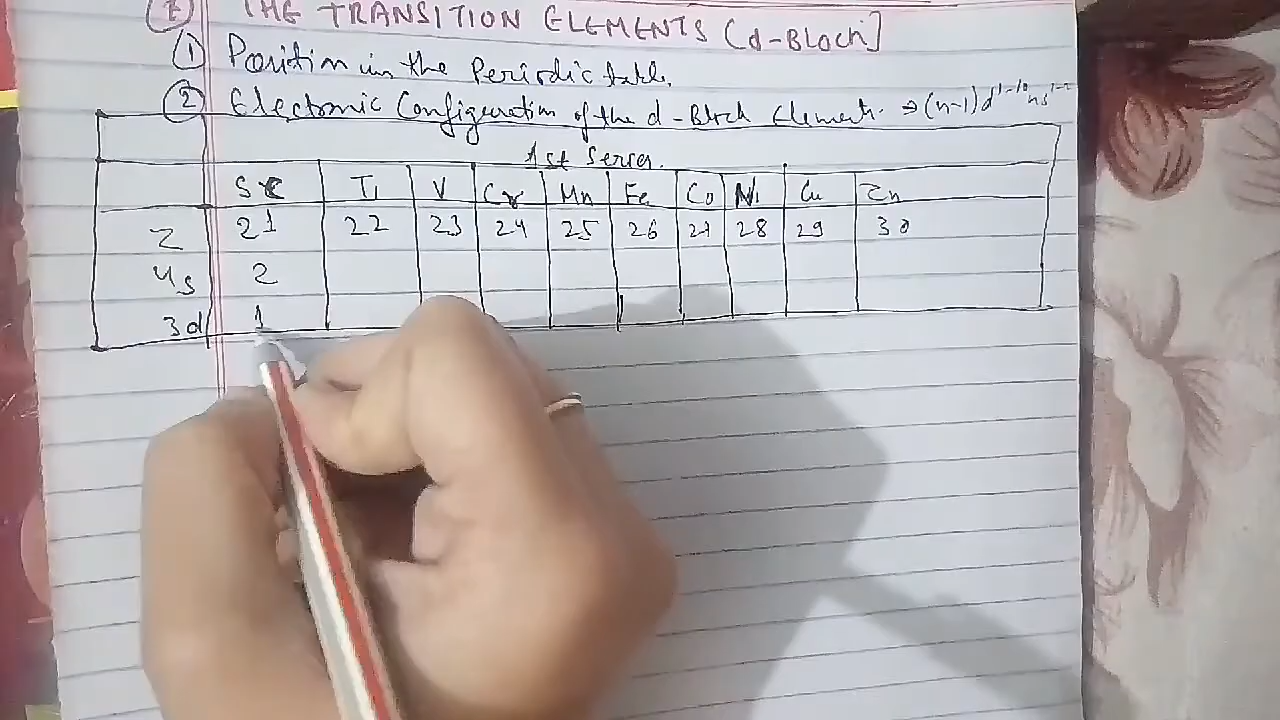 THE TRANSITION ELEMENTS (d-BLOCK]
① Position in the Periodic table.
② Electronic Configuration of the d-Block Elements. ⇒ (n-1)d¹⁻¹⁰ns¹⁻²
1st Series.
Sc Ti V Cr Mn Fe Co Ni Cu Zn
Z 21 22 23 24 25 26 27 28 29 30
4s 2
3d 1